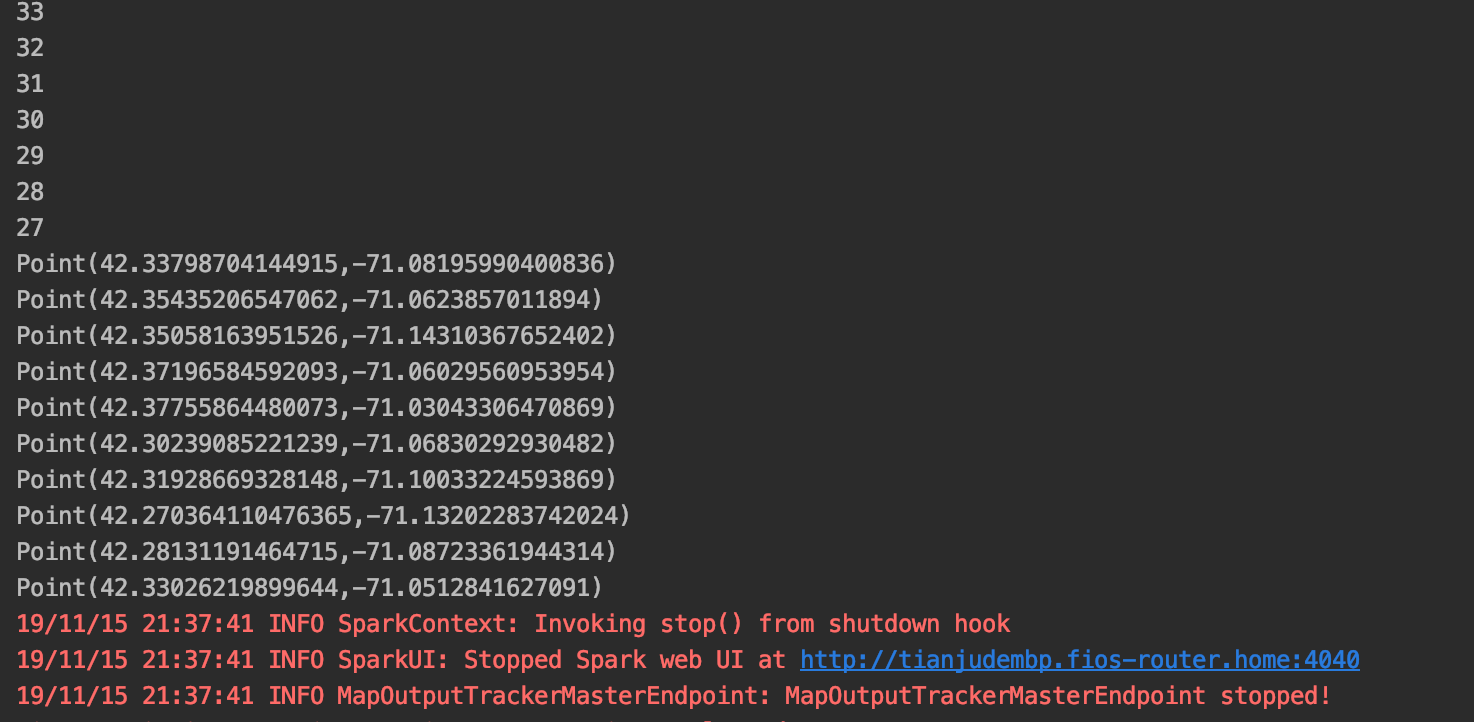 33
32
31
30
29
28
27
Point(42.33798704144915,-71.08195990400836)
Point(42.35435206547062,-71.0623857011894)
Point(42.35058163951526,-71.14310367652402)
Point(42.37196584592093,-71.06029560953954)
Point(42.37755864480073,-71.03043306470869)
Point(42.30239085221239,-71.06830292930482)
Point(42.31928669328148,-71.10033224593869)
Point(42.270364110476365,-71.13202283742024)
Point(42.28131191464715,-71.08723361944314)
Point(42.33026219899644,-71.0512841627091)
19/11/15 21:37:41 INFO SparkContext: Invoking stop() from shutdown hook
19/11/15 21:37:41 INFO SparkUI: Stopped Spark web UI at http://tianjudembp.fios-router.home:4040
19/11/15 21:37:41 INFO MapOutputTrackerMasterEndpoint: MapOutputTrackerMasterEndpoint stopped!